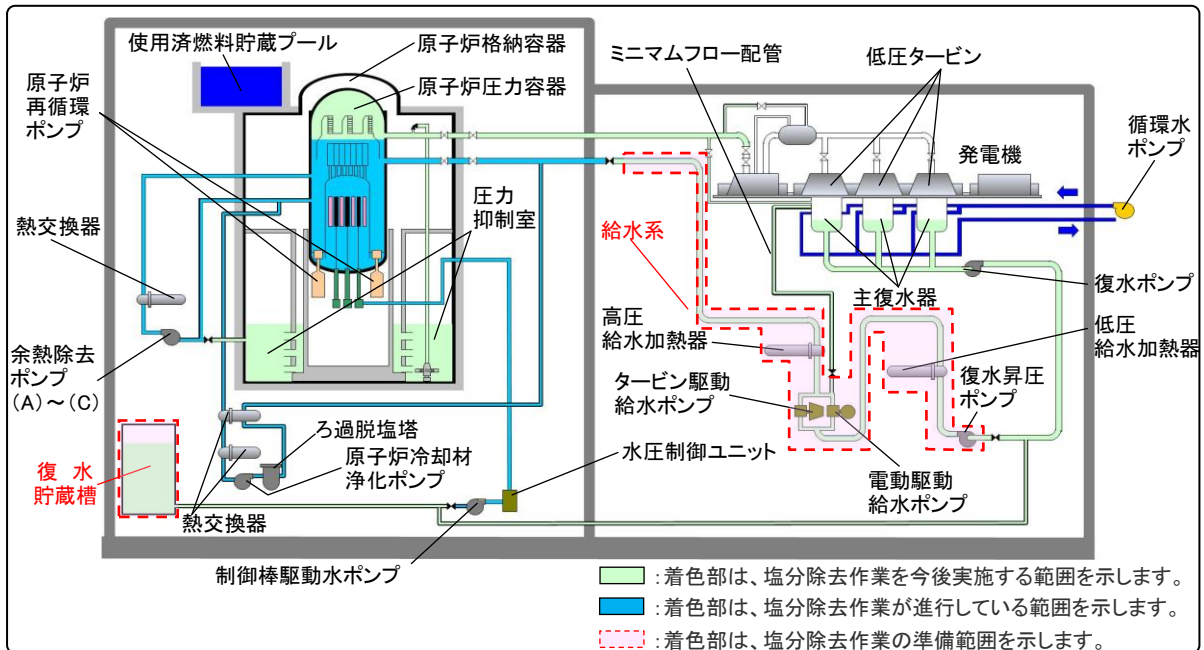 使用済燃料貯蔵プール
原子炉格納容器
原子炉圧力容器
原子炉
再循環
ポンプ
ミニマムフロー配管
低圧タービン
循環水
ポンプ
発電機
圧力
抑制室
熱交換器
給水系
主復水器
復水ポンプ
高圧
給水加熱器
低圧
給水加熱器
余熱除去
ポンプ
(A)~(C)
タービン駆動
給水ポンプ
復水昇圧
ポンプ
ろ過脱塩塔
原子炉冷却材
浄化ポンプ
水圧制御ユニット
電動駆動
給水ポンプ
復 水
貯蔵槽
熱交換器
制御棒駆動水ポンプ
:着色部は、塩分除去作業を今後実施する範囲を示します。
:着色部は、塩分除去作業が進行している範囲を示します。
:着色部は、塩分除去作業の準備範囲を示します。